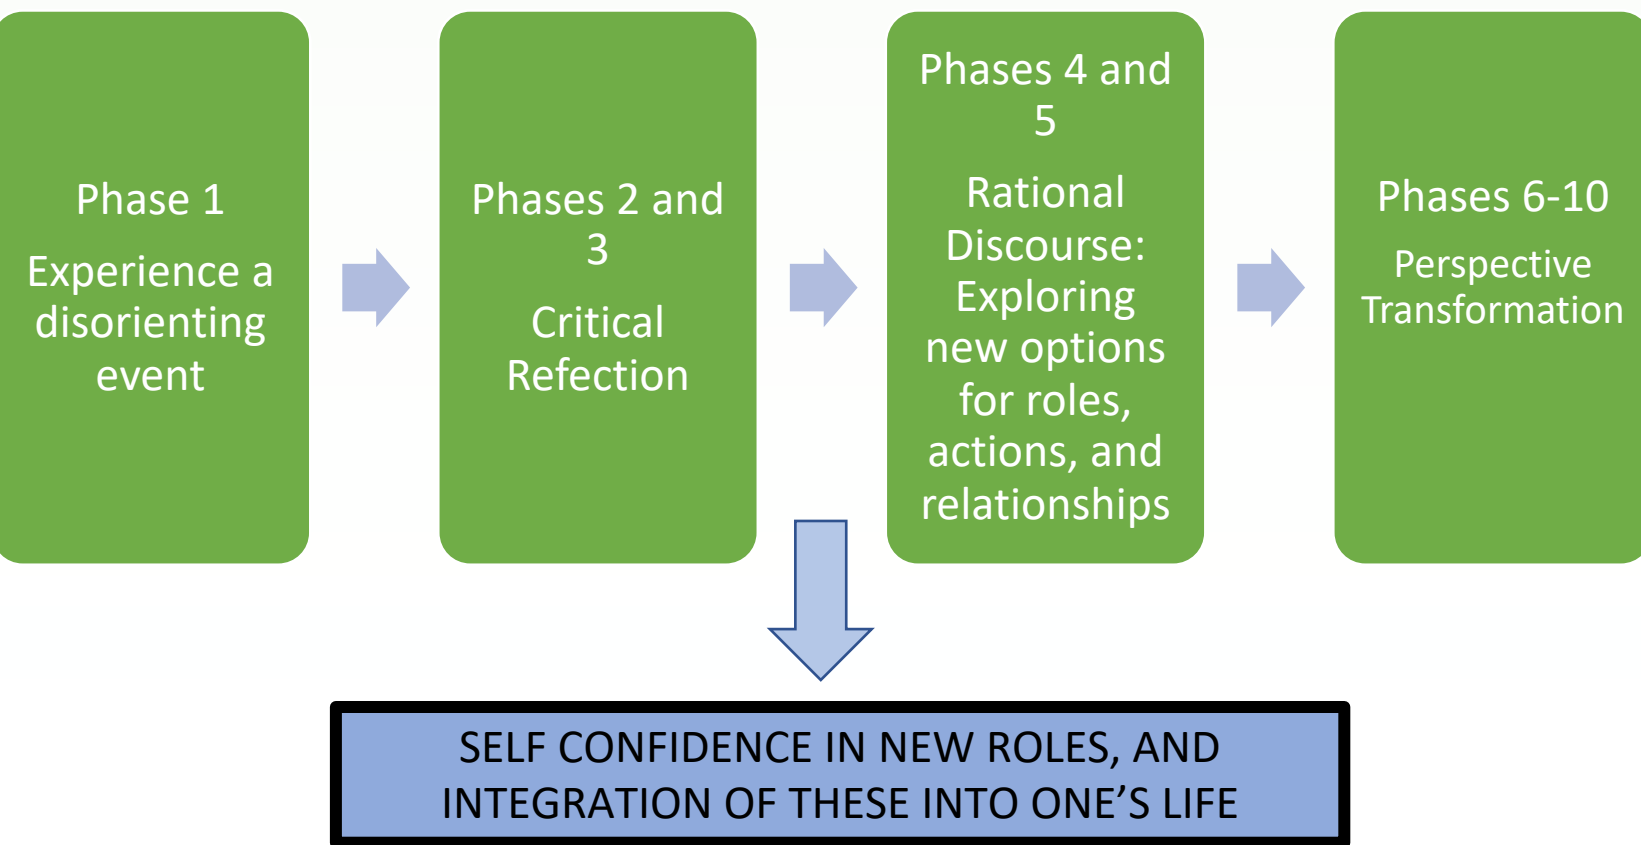 Phase 1
Experience a
disorienting
event
Phases 2 and
3
Critical
Refection
Phases 4 and
5
Rational
Discourse:
Exploring
new options
for roles,
actions, and
relationships
Phases 6-10
Perspective
Transformation
SELF CONFIDENCE IN NEW ROLES, AND
INTEGRATION OF THESE INTO ONE’S LIFE